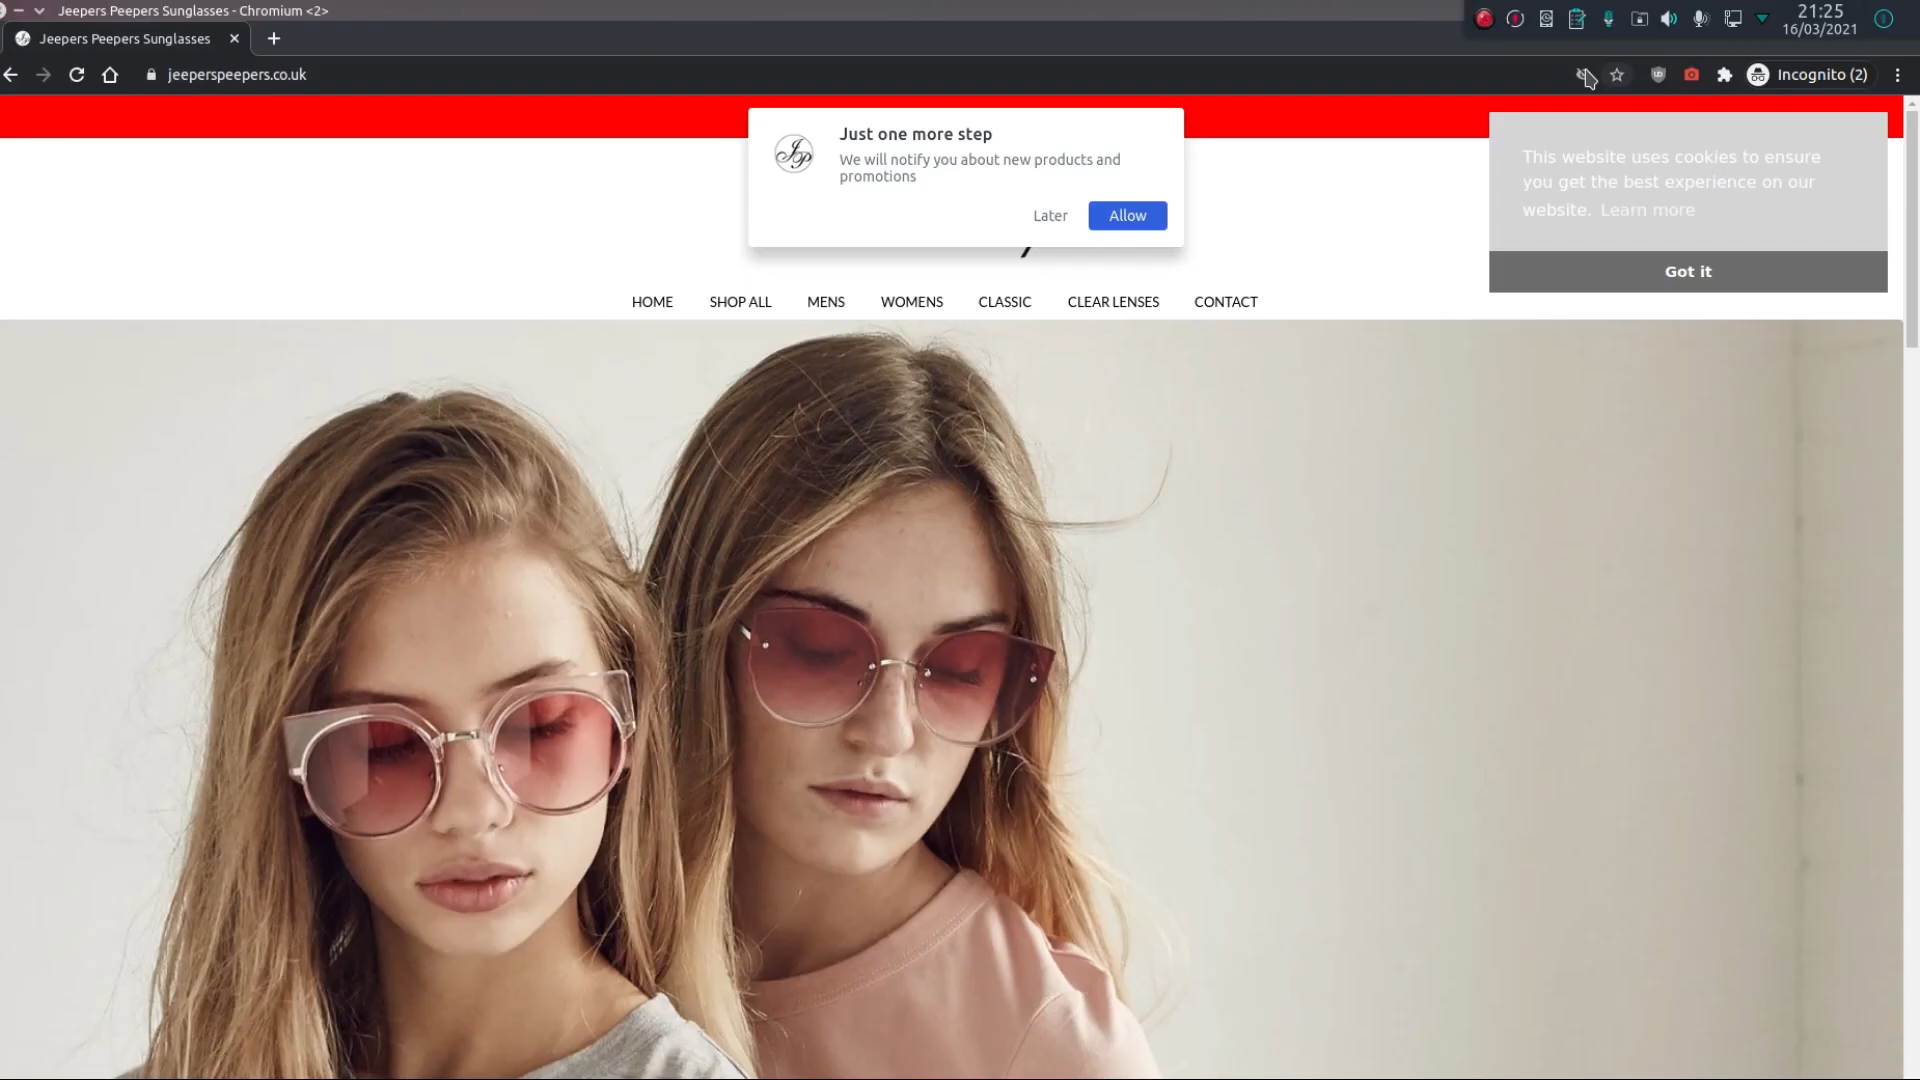 Jeepers Peepers Sunglasses - Chromium <2>
21:25
16/03/2021
Jeepers Peepers Sunglasses
jeeperspeepers.co.uk
Incognito (2)
JP
Just one more step
We will notify you about new products and
promotions
Later
Allow
This website uses cookies to ensure
you get the best experience on our
website. Learn more
Got it
HOME
SHOP ALL
MENS
WOMENS
CLASSIC
CLEAR LENSES
CONTACT